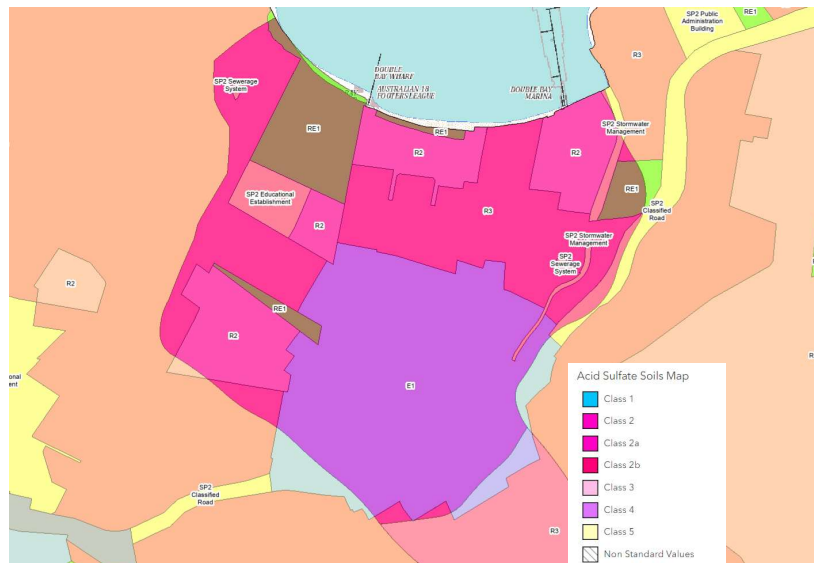 SP2 Public
Administration
Building
RE1
R3
SP2 Sewerage
System
DOUBLE
BAY WHARF
AUSTRALIAN 18
FOOTERS LEAGUE
DOUBLE BAY
MARINA
RE1
RE1
SP2 Stormwater
Management
R2
R2
RE1
SP2 Educational
Establishment
R3
SP2
Classified
Road
R2
SP2 Stormwater
Management
SP2
Sewerage
System
R2
RE1
R2
E1
Acid Sulfate Soils Map
Class 1
Class 2
Class 2a
Class 2b
Class 3
Class 4
Class 5
Non Standard Values
SP2
Classified
Road
R3